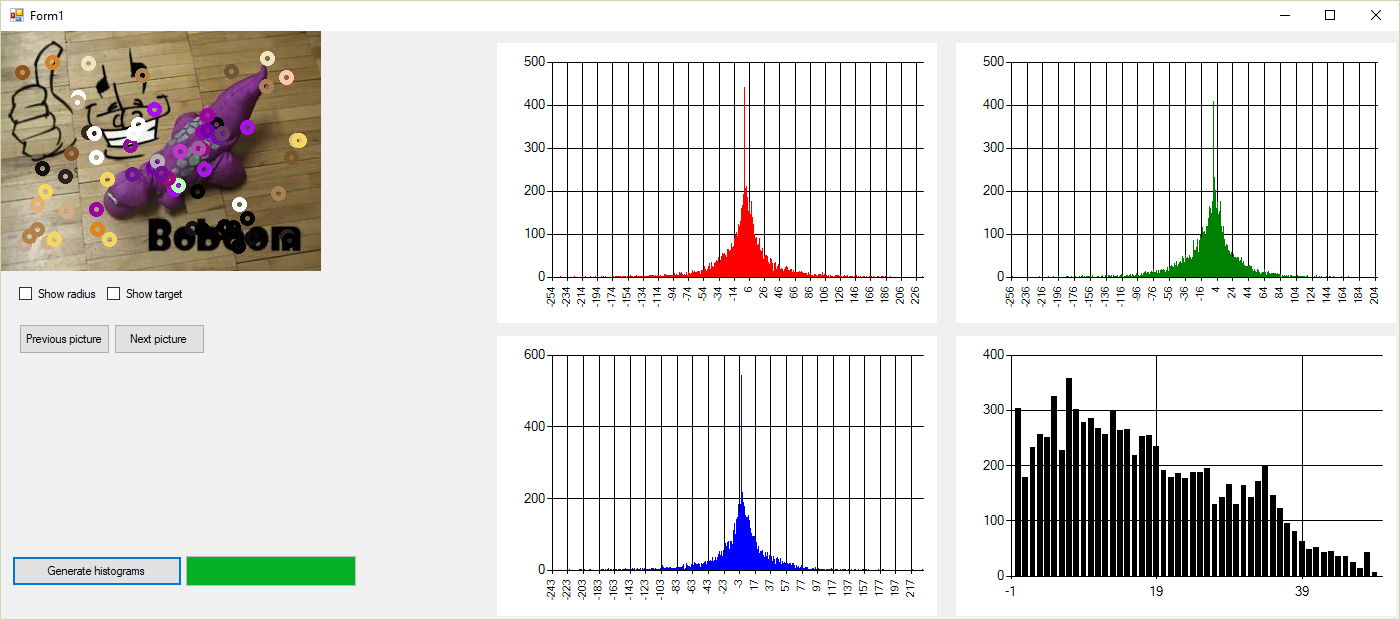 Form1
Boboom
Show radius
Show target
Previous picture
Next picture
Generate histograms
500
400
300
200
100
0
-254 -234 -214 -194 -174 -154 -134 -114 -94 -74 -54 -34 -14 6 26 46 66 86 106 126 146 166 186 206 226
500
400
300
200
100
0
-256 -236 -216 -196 -176 -156 -136 -116 -96 -76 -56 -36 -16 4 24 44 64 84 104 124 144 164 184 204
600
400
200
0
-243 -223 -203 -183 -163 -143 -123 -103 -83 -63 -43 -23 -3 17 37 57 77 97 117 137 157 177 197 217
400
300
200
100
0
-1 19 39